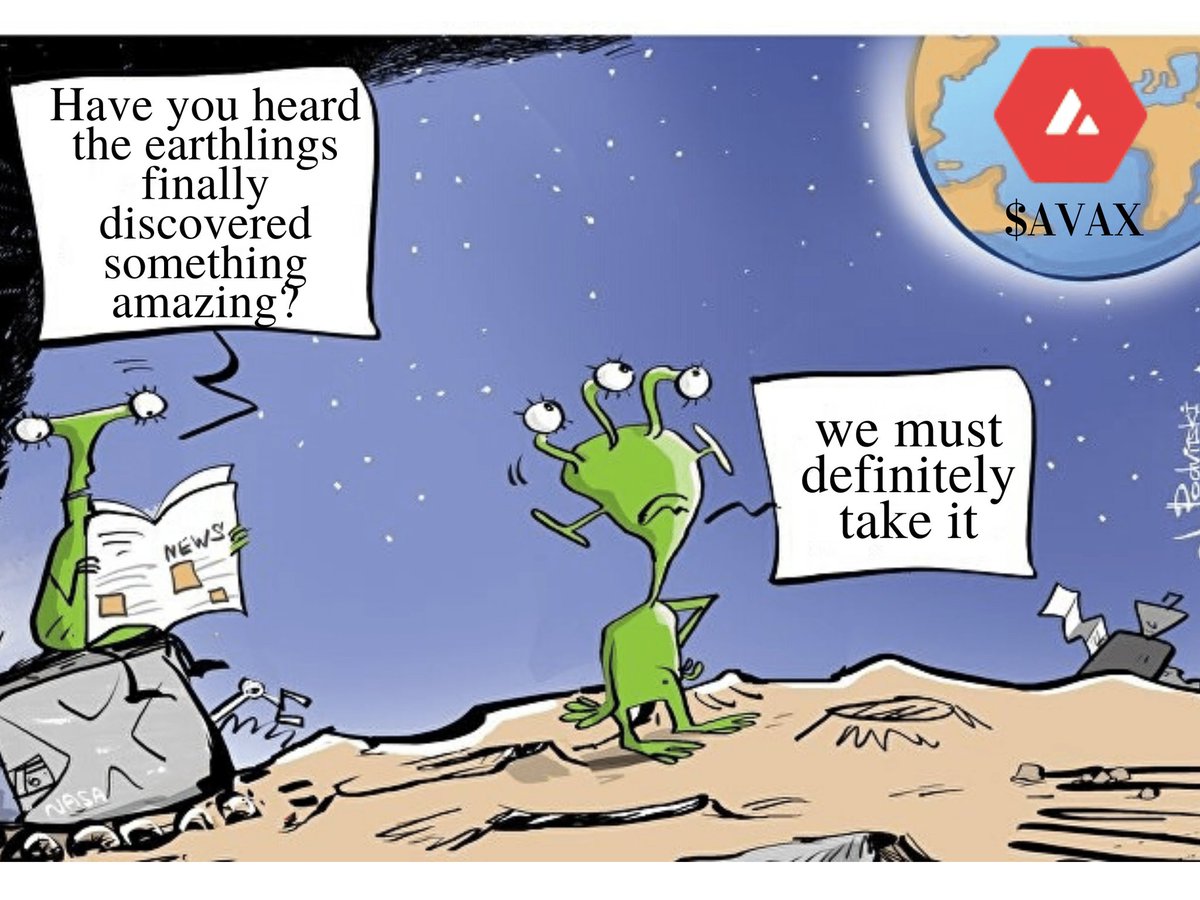 Have you heard
the earthlings
finally
discovered
something
amazing?
$AVAX
we must
definitely
take it
NEWS
NASA